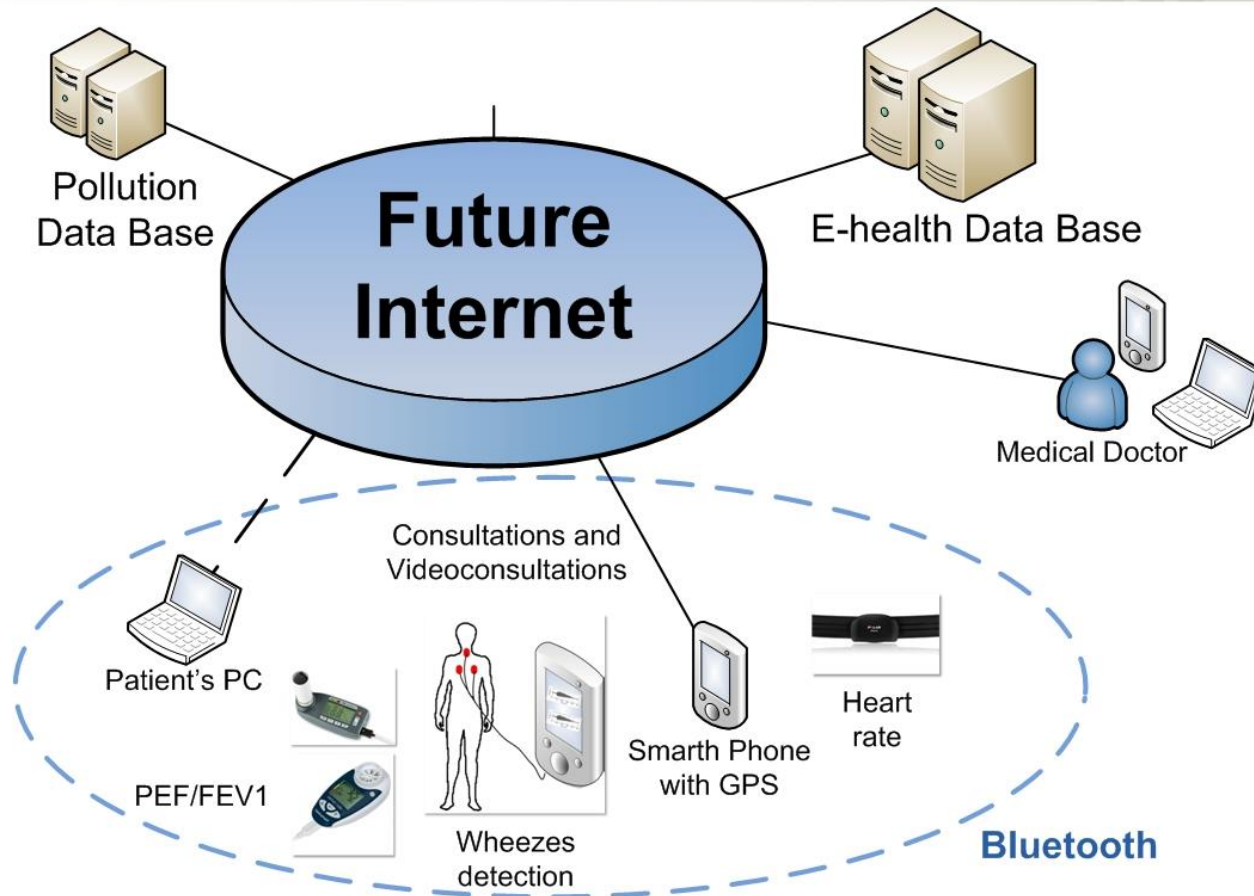 Pollution
Data Base
Future
Internet
E-health Data Base
Medical Doctor
Consultations and
Videoconsultations
Patient's PC
PEF/FEV1
Wheezes
detection
Smarth Phone
with GPS
Heart
rate
Bluetooth